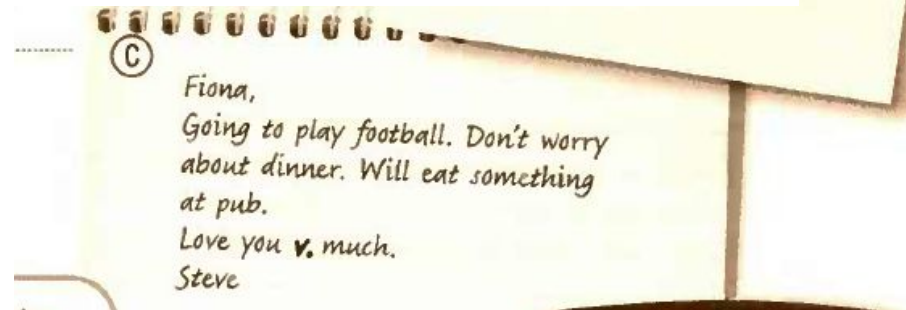 C
Fiona,
Going to play football. Don't worry
about dinner. Will eat something
at pub.
Love you v. much.
Steve